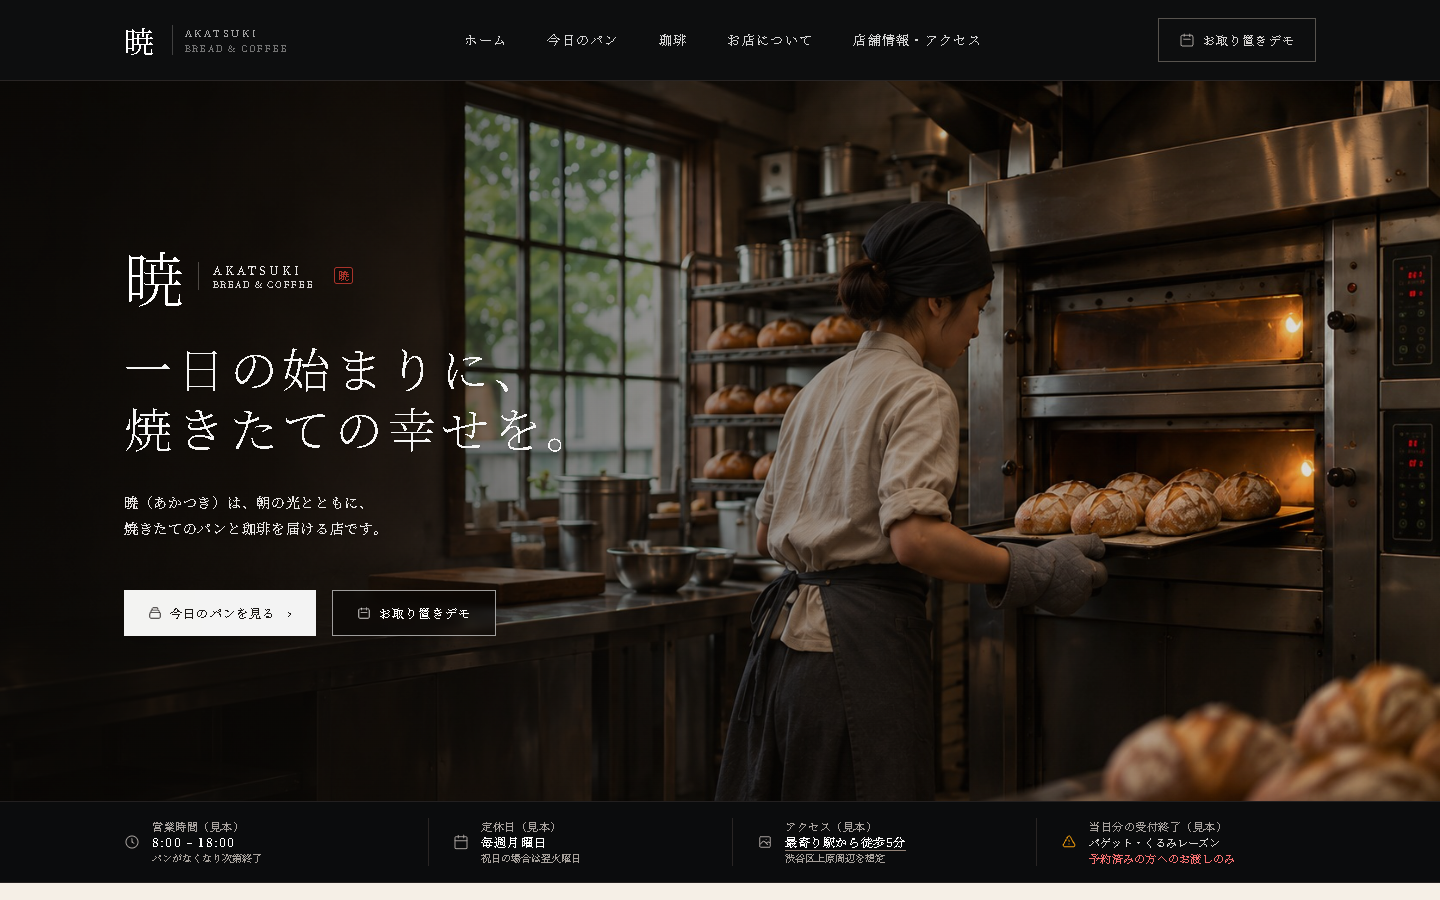 暁
AKATSUKI
BREAD & COFFEE
ホーム
今日のパン
珈琲
お店について
店舗情報・アクセス
お取り置きデモ
暁
AKATSUKI
BREAD & COFFEE
暁
一日の始まりに、
焼きたての幸せを。
暁（あかつき）は、朝の光とともに、
焼きたてのパンと珈琲を届ける店です。
今日のパンを見る ›
お取り置きデモ
営業時間（見本）
8:00 – 18:00
パンがなくなり次第終了
定休日（見本）
毎週月曜日
祝日の場合は翌火曜日
アクセス（見本）
最寄り駅から徒歩5分
渋谷区上原周辺を想定
当日分の受付終了（見本）
バゲット・くるみレーズン
予約済みの方へのお渡しのみ